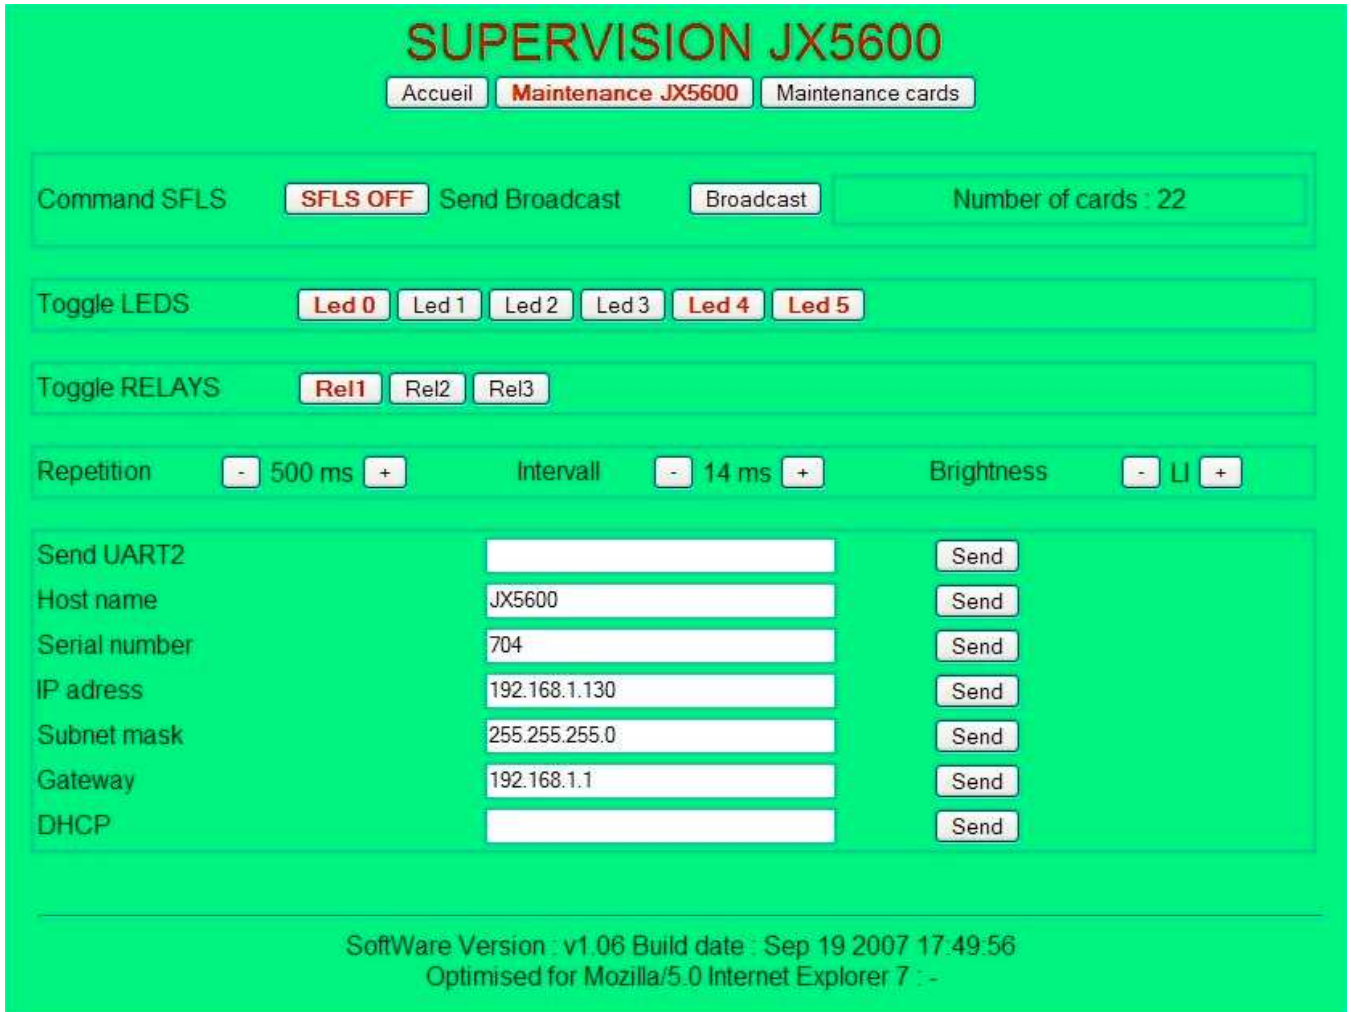 SUPERVISION JX5600
Accueil Maintenance JX5600 Maintenance cards
Command SFLS SFLS OFF Send Broadcast Broadcast Number of cards : 22
Toggle LEDS Led 0 Led 1 Led 2 Led 3 Led 4 Led 5
Toggle RELAYS Rel1 Rel2 Rel3
Repetition - 500 ms + Intervall - 14 ms + Brightness - LI +
Send UART2 Send
Host name JX5600 Send
Serial number 704 Send
IP adress 192.168.1.130 Send
Subnet mask 255.255.255.0 Send
Gateway 192.168.1.1 Send
DHCP Send
SoftWare Version : v1.06 Build date : Sep 19 2007 17:49:56
Optimised for Mozilla/5.0 Internet Explorer 7 : -